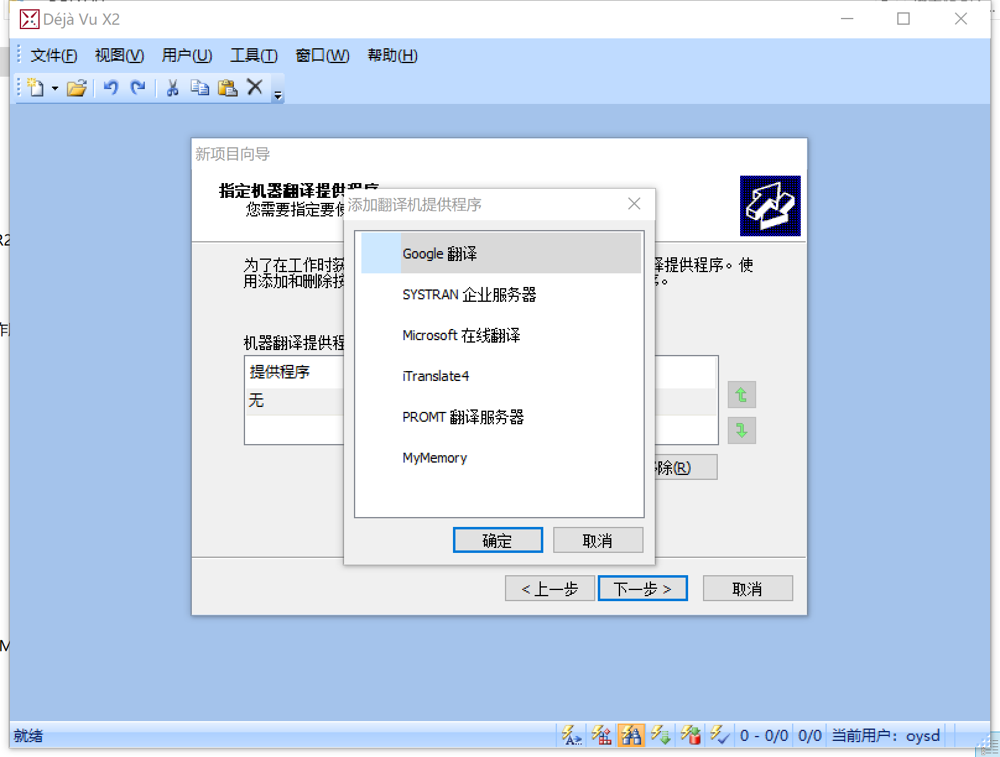 Déjà Vu X2
文件(F) 视图(V) 用户(U) 工具(T) 窗口(W) 帮助(H)
新项目向导
指定机器翻译提供程序
您需要指定要使
添加翻译机提供程序
Google 翻译
SYSTRAN 企业服务器
Microsoft 在线翻译
iTranslate4
PROMT 翻译服务器
MyMemory
确定 取消
为了在工作时获
译提供程序。使
用添加和删除按
机器翻译提供程
提供程序
无
移除(R)
< 上一步 下一步 > 取消
就绪 0 - 0/0 0/0 当前用户: oysd